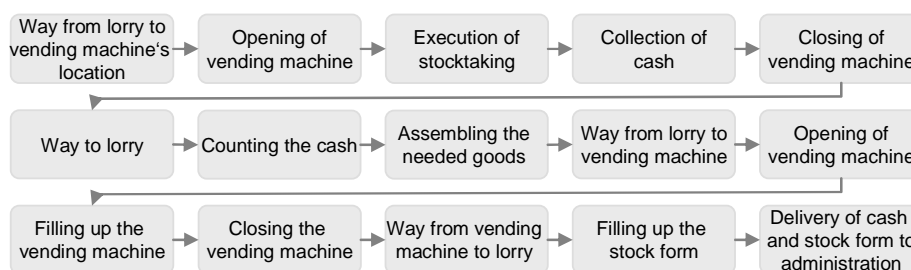 Way from lorry to
vending machine‘s
location
Opening of
vending machine
Execution of
stocktaking
Collection of
cash
Closing of
vending machine
Way to lorry
Counting the cash
Assembling the
needed goods
Way from lorry to
vending machine
Opening of
vending machine
Filling up the
vending machine
Closing the
vending machine
Way from vending
machine to lorry
Filling up the
stock form
Delivery of cash
and stock form to
administration